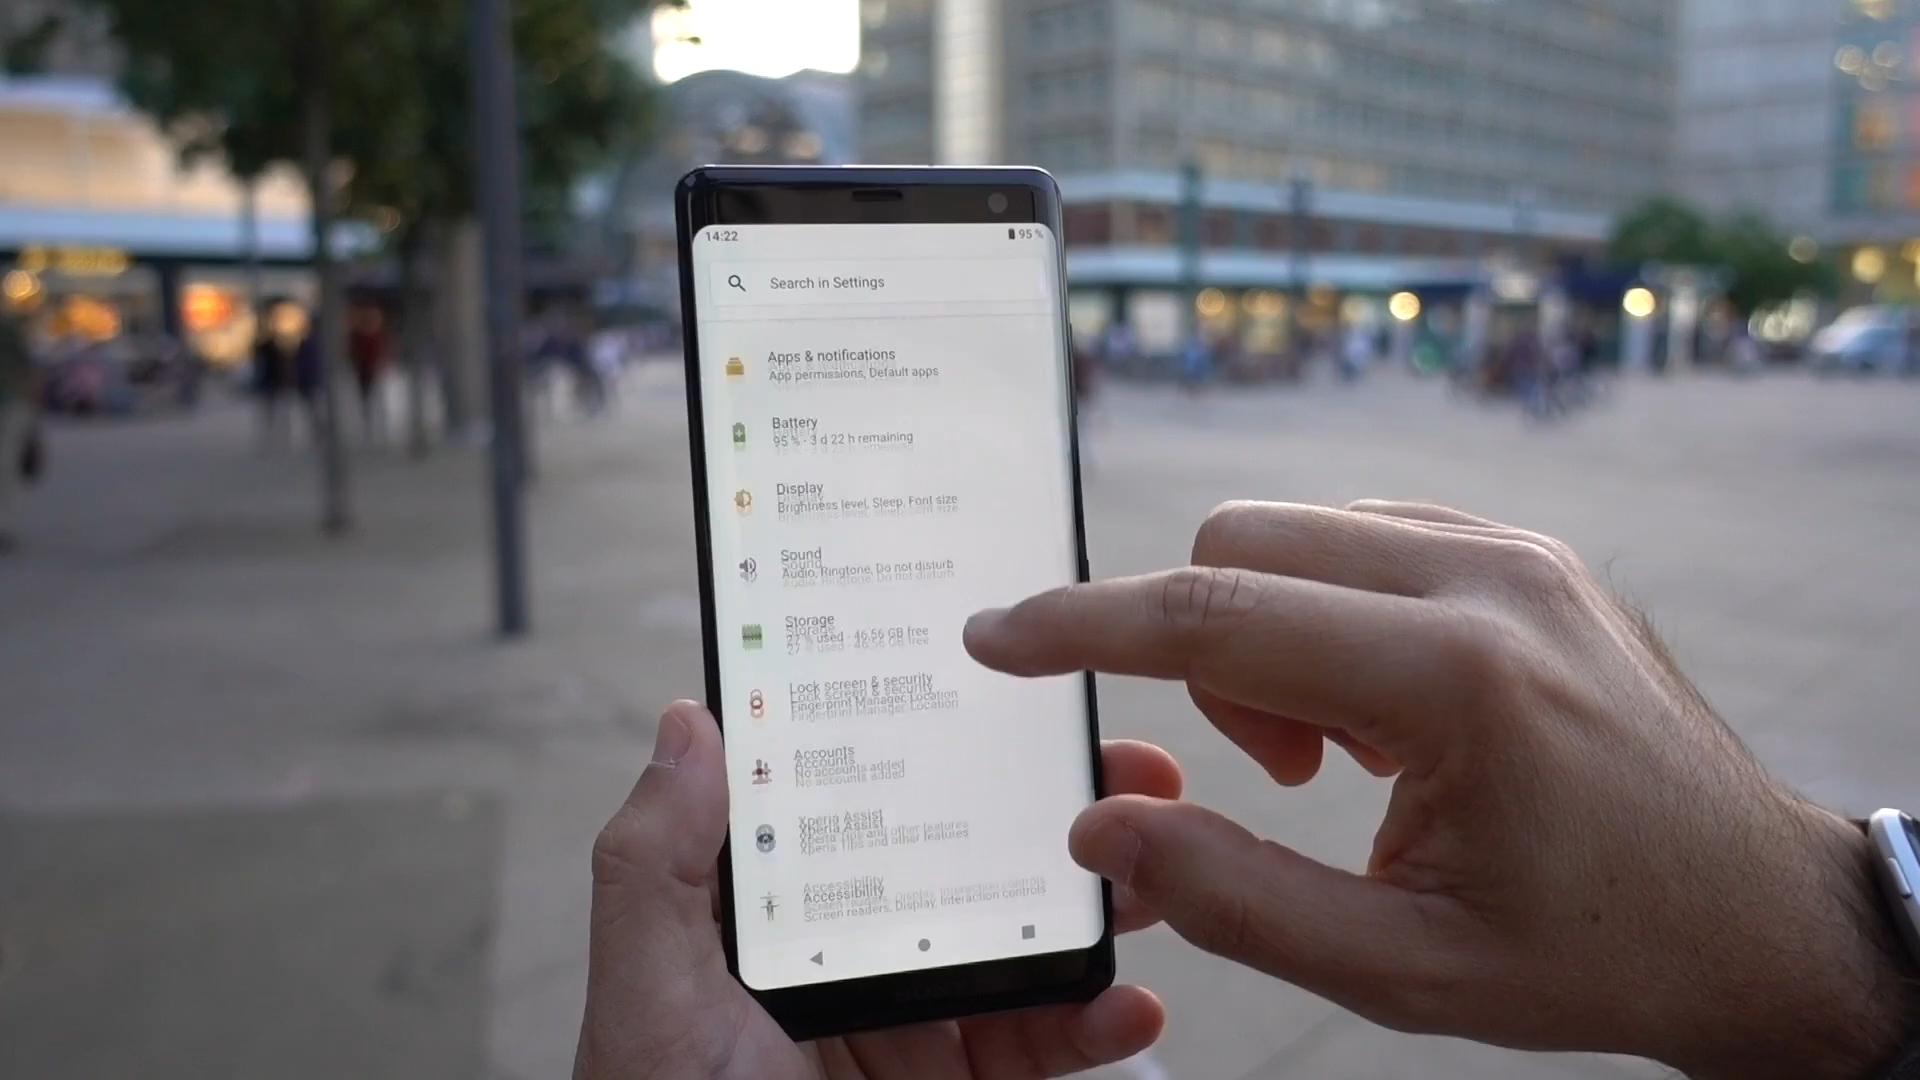 14:22
95 %
Search in Settings
Apps & notifications
App permissions, Default apps
Battery
95 % - 3 d 22 h remaining
Display
Brightness level, Sleep, Font size
Sound
Audio, Ringtone, Do not disturb
Storage
27 % used - 46.56 GB free
Lock screen & security
Fingerprint Manager, Location
Accounts
No accounts added
Xperia Assist
Xperia Tips and other features
Accessibility
Screen readers, Display, Interaction controls